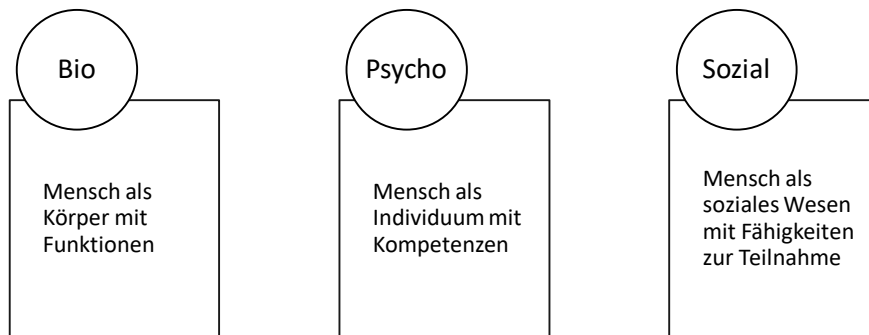 Bio
Mensch als
Körper mit
Funktionen
Psycho
Mensch als
Individuum mit
Kompetenzen
Sozial
Mensch als
soziales Wesen
mit Fähigkeiten
zur Teilnahme